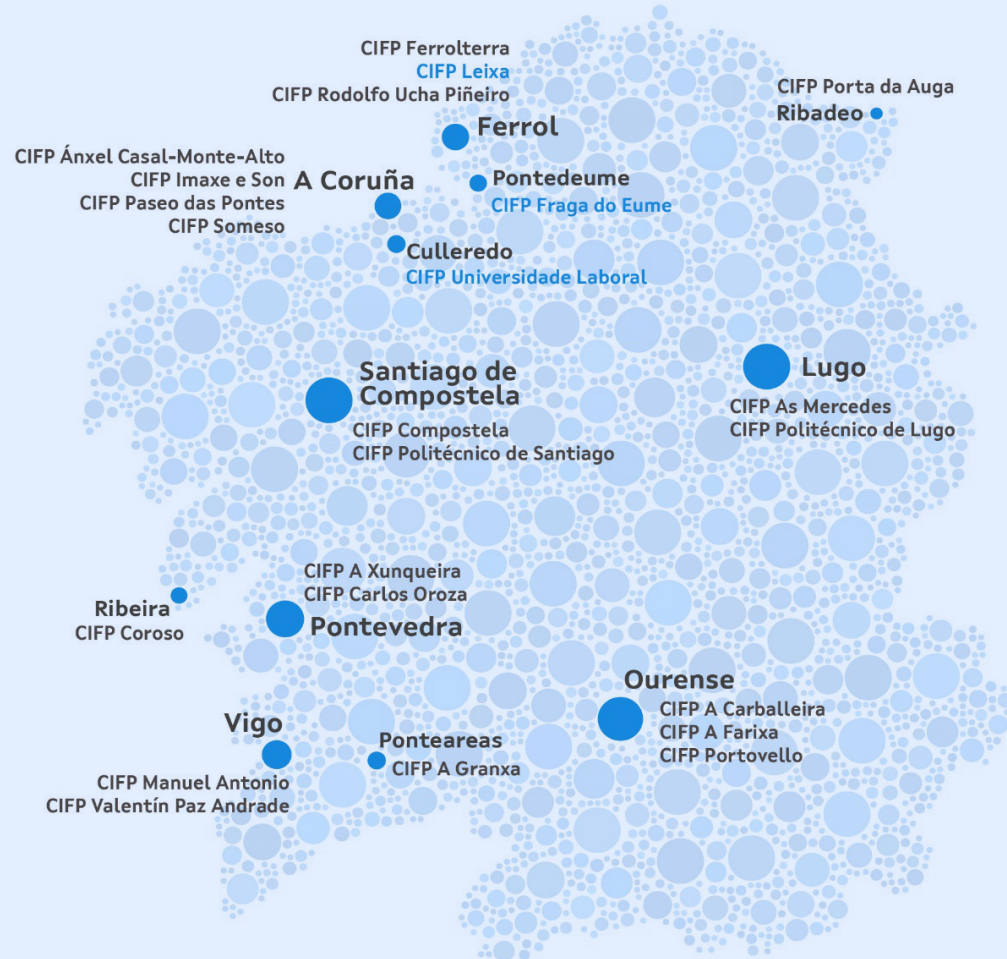 CIFP Ferrolterra
CIFP Leixa
CIFP Rodolfo Ucha Piñeiro
Ferrol
CIFP Porta da Auga
Ribadeo
CIFP Ánxel Casal-Monte-Alto
CIFP Imaxe e Son
CIFP Paseo das Pontes
CIFP Someso
A Coruña
Pontedeume
CIFP Fraga do Eume
Culleredo
CIFP Universidade Laboral
Santiago de
Compostela
CIFP Compostela
CIFP Politécnico de Santiago
Lugo
CIFP As Mercedes
CIFP Politécnico de Lugo
Ribeira
CIFP Coroso
CIFP A Xunqueira
CIFP Carlos Oroza
Pontevedra
Ourense
CIFP A Carballeira
CIFP A Farixa
CIFP Portovello
Vigo
CIFP Manuel Antonio
CIFP Valentín Paz Andrade
Ponteareas
CIFP A Granxa